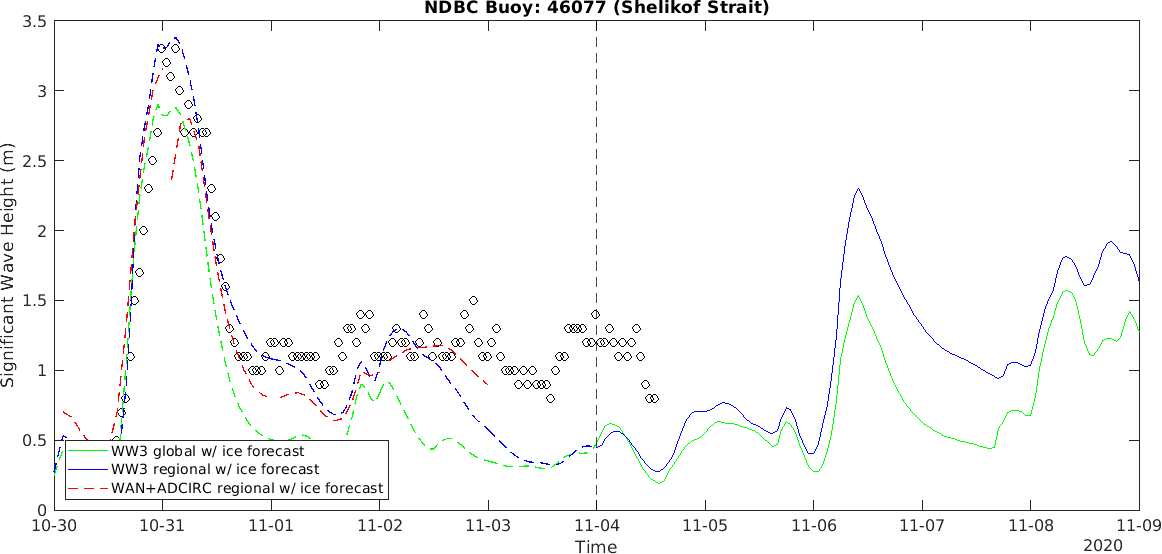 NDBC Buoy: 46077 (Shelikof Strait)
Significant Wave Height (m)
3.5
3
2.5
2
1.5
1
0.5
0
WW3 global w/ ice forecast
WW3 regional w/ ice forecast
WAN+ADCIRC regional w/ ice forecast
10-30 10-31 11-01 11-02 11-03 11-04 11-05 11-06 11-07 11-08 11-09
Time
2020